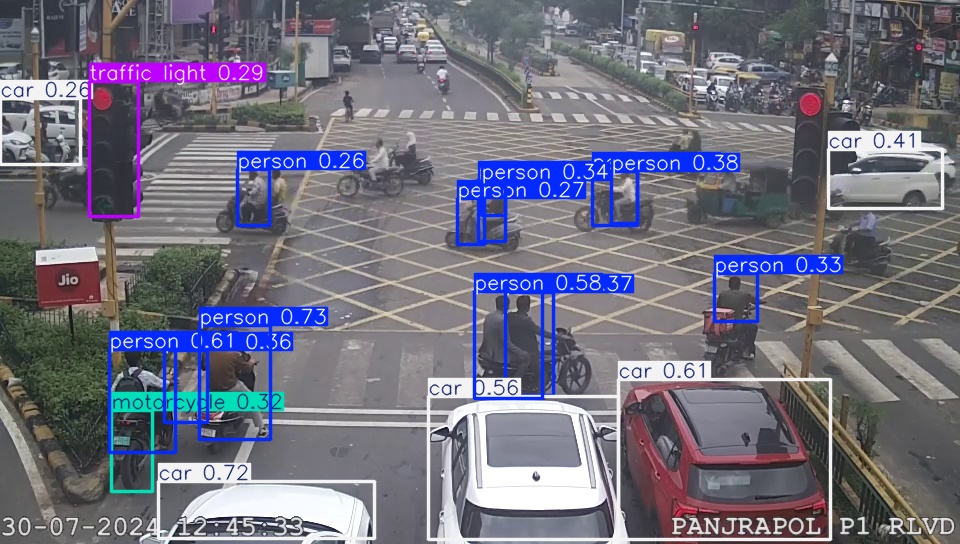 traffic light 0.29
car 0.26
car 0.41
person 0.26
person 0.34
person 0.38
person 0.27
Jio
person 0.33
person 0.58
.37
person 0.73
person 0.61
0.36
car 0.61
car 0.56
motorcycle 0.32
car 0.72
30-07-2024 12:45:33
PANJRAPOL P1 RLVD